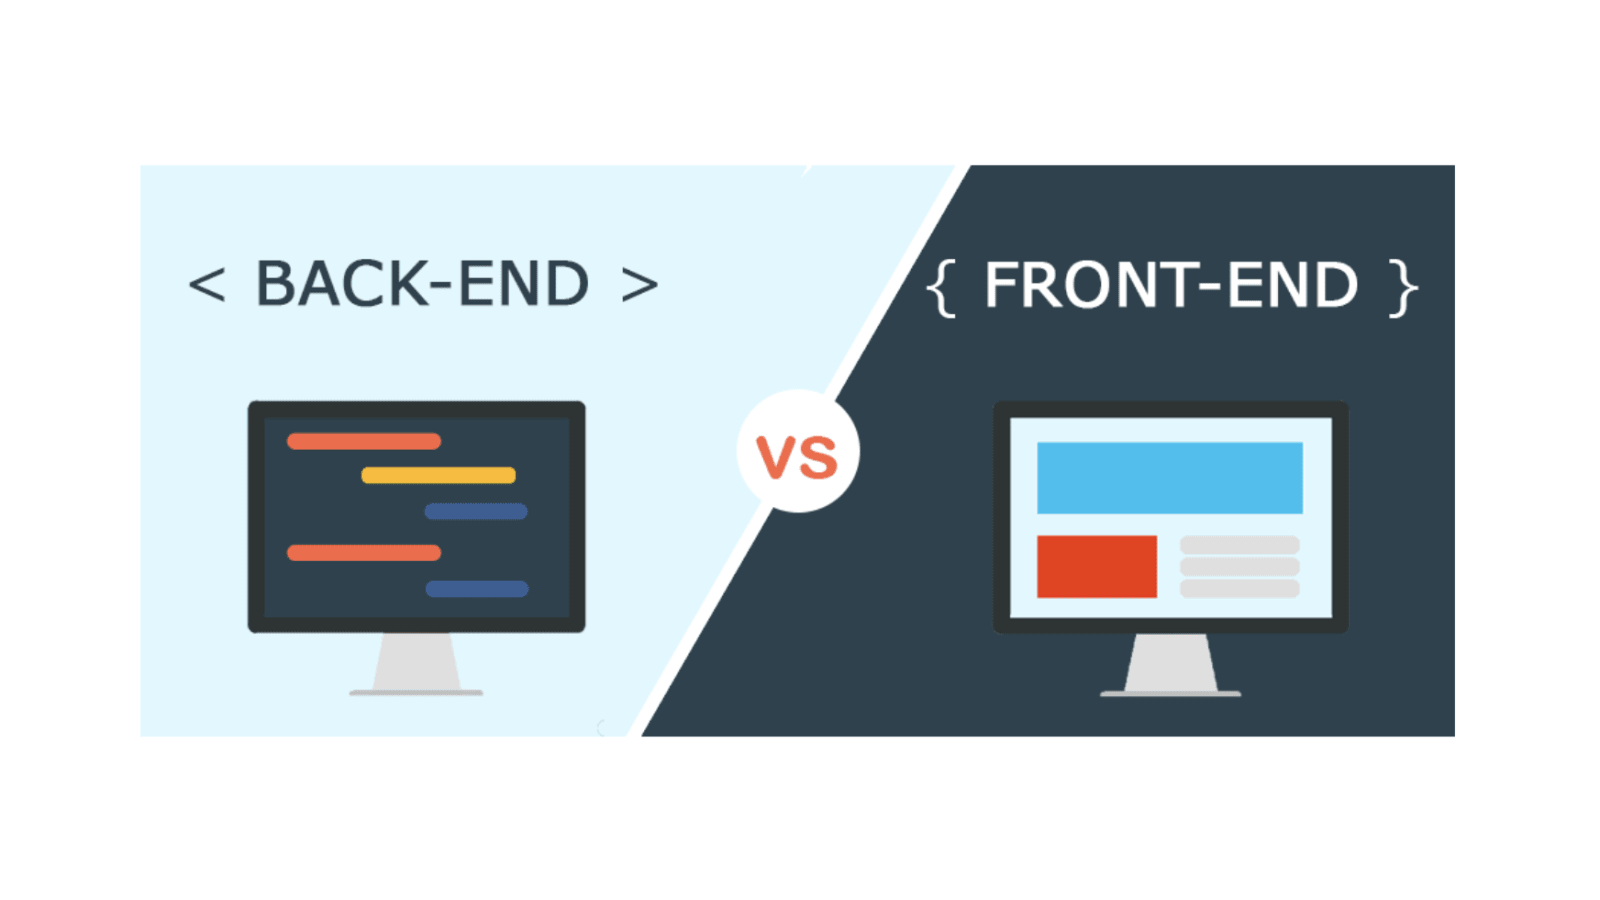 < BACK-END >
VS
{ FRONT-END }